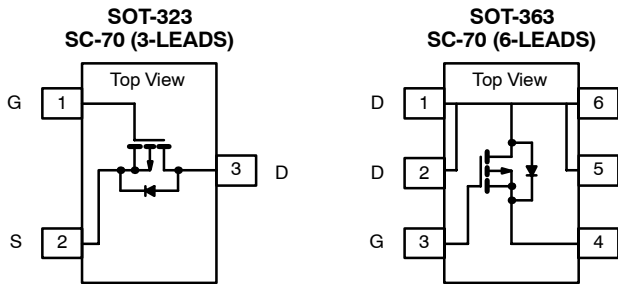 SOT-323
SC-70 (3-LEADS)
Top View
G 1
3 D
S 2
SOT-363
SC-70 (6-LEADS)
Top View
D 1 6
D 2 5
G 3 4